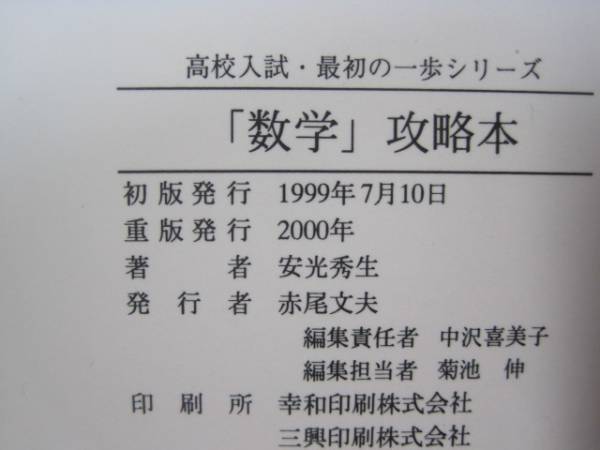 高校入試・最初の一歩シリーズ
「数学」攻略本
初版発行 1999年7月10日
重版発行 2000年
著者 安光秀生
発行者 赤尾文夫
編集責任者 中沢喜美子
編集担当者 菊池 伸
印刷所 幸和印刷株式会社
三興印刷株式会社